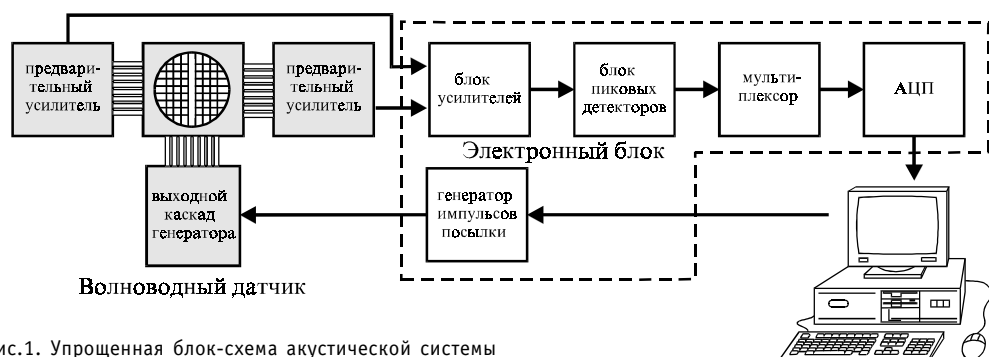 предвари-
тельный
усилитель
предвари-
тельный
усилитель
блок
усилителей
блок
пиковых
детекторов
мульти-
плексор
АЦП
Электронный блок
выходной
каскад
генератора
генератор
импульсов
посылки
Волноводный датчик
ис.1. Упрощенная блок-схема акустической системы